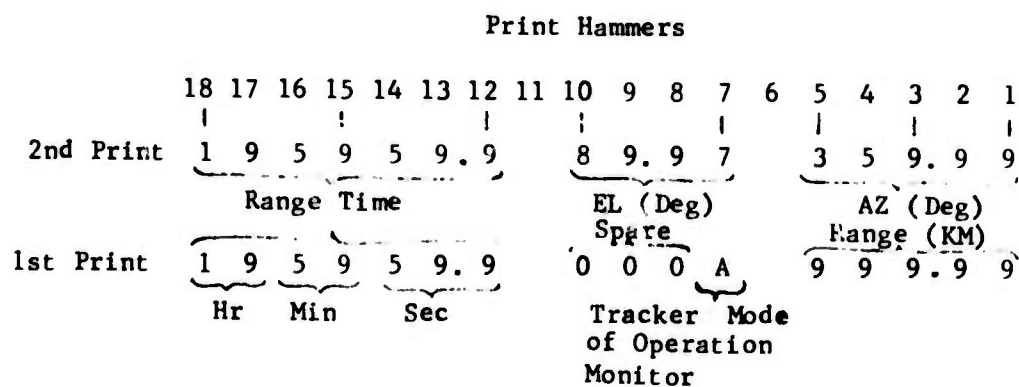 Print Hammers
18 17 16 15 14 13 12 11 10 9 8 7 6 5 4 3 2 1
2nd Print 1 9 5 9 5 9.9 8 9.9 7 3 5 9.9 9
Range Time EL (Deg) AZ (Deg)
Spare Range (KM)
1st Print 1 9 5 9 5 9.9 0 0 0 A 9 9 9.9 9
Hr Min Sec Tracker Mode
of Operation
Monitor